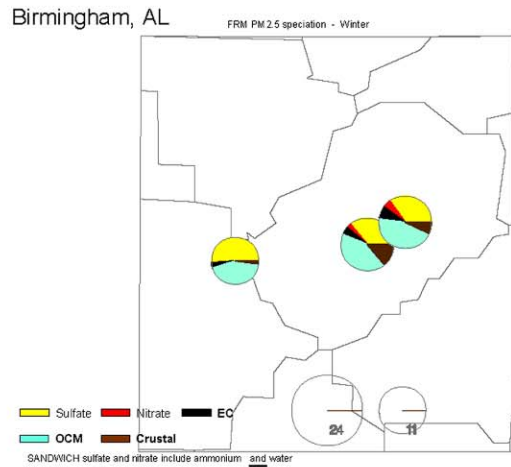 Birmingham, AL
FRM PM 2.5 speciation - Winter
24
11
Sulfate Nitrate EC
OCM Crustal
SANDWICH sulfate and nitrate include ammonium and water